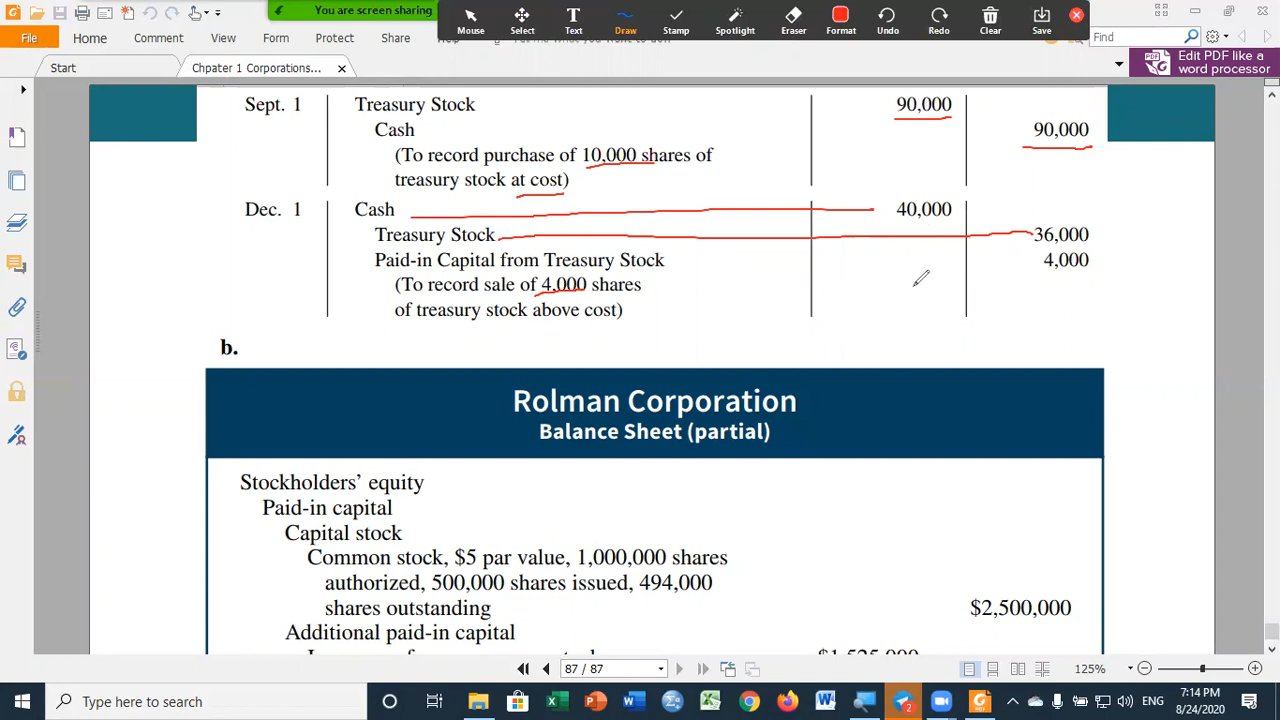 You are screen sharing
Mouse
Select
Text
Draw
Stamp
Spotlight
Eraser
Format
Undo
Redo
Clear
Save
File
Home
Comment
View
Form
Protect
Share
Help
Find
Start
Chpater 1 Corporations...
Edit PDF like a
word processor
Sept. 1 Treasury Stock 90,000
Cash 90,000
(To record purchase of 10,000 shares of
treasury stock at cost)
Dec. 1 Cash 40,000
Treasury Stock 36,000
Paid-in Capital from Treasury Stock 4,000
(To record sale of 4,000 shares
of treasury stock above cost)
b.
Rolman Corporation
Balance Sheet (partial)
Stockholders’ equity
Paid-in capital
Capital stock
Common stock, $5 par value, 1,000,000 shares
authorized, 500,000 shares issued, 494,000
shares outstanding $2,500,000
Additional paid-in capital
87 / 87
125%
Type here to search
2
ENG
7:14 PM
8/24/2020